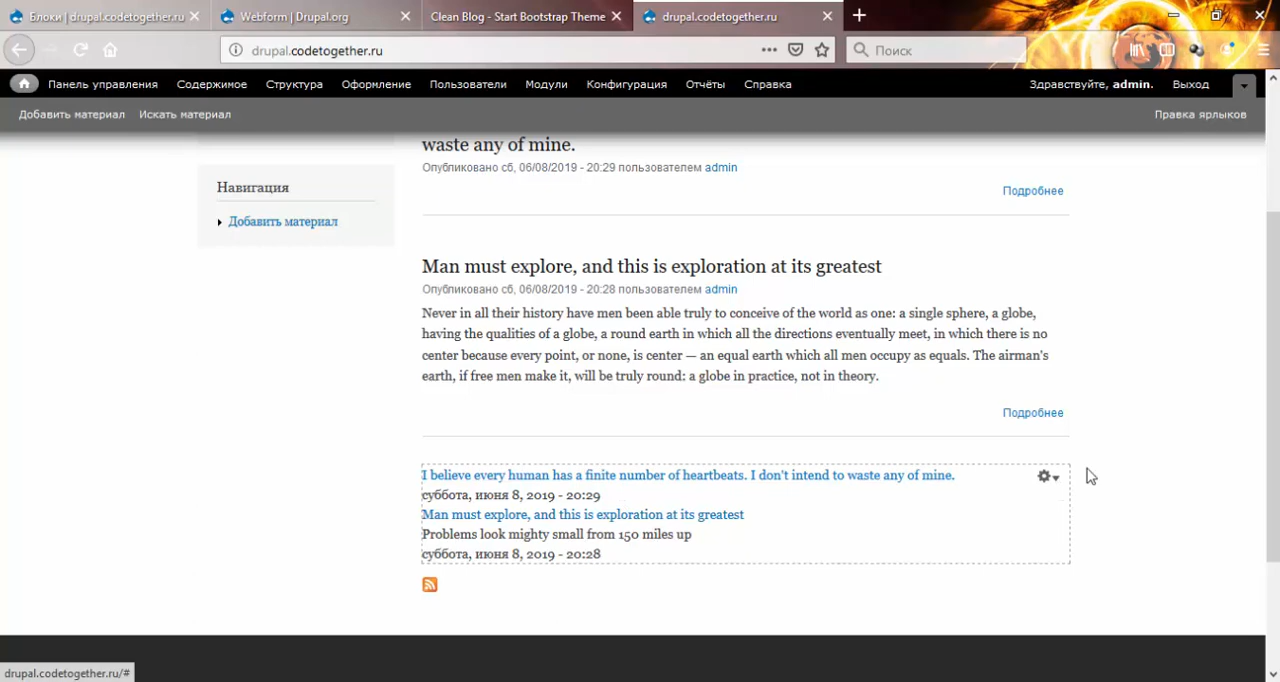 Блоки | drupal.codetogether.ru
Webform | Drupal.org
Clean Blog - Start Bootstrap Theme
drupal.codetogether.ru
drupal.codetogether.ru
Поиск
Панель управления Содержимое Структура Оформление Пользователи Модули Конфигурация Отчёты Справка Здравствуйте, admin. Выход
Добавить материал Искать материал Правка ярлыков
waste any of mine.
Опубликовано сб, 06/08/2019 - 20:29 пользователем admin
Подробнее
Навигация
Добавить материал
Man must explore, and this is exploration at its greatest
Опубликовано сб, 06/08/2019 - 20:28 пользователем admin
Never in all their history have men been able truly to conceive of the world as one: a single sphere, a globe,
having the qualities of a globe, a round earth in which all the directions eventually meet, in which there is no
center because every point, or none, is center — an equal earth which all men occupy as equals. The airman's
earth, if free men make it, will be truly round: a globe in practice, not in theory.
Подробнее
I believe every human has a finite number of heartbeats. I don't intend to waste any of mine.
суббота, июня 8, 2019 - 20:29
Man must explore, and this is exploration at its greatest
Problems look mighty small from 150 miles up
суббота, июня 8, 2019 - 20:28
drupal.codetogether.ru/#